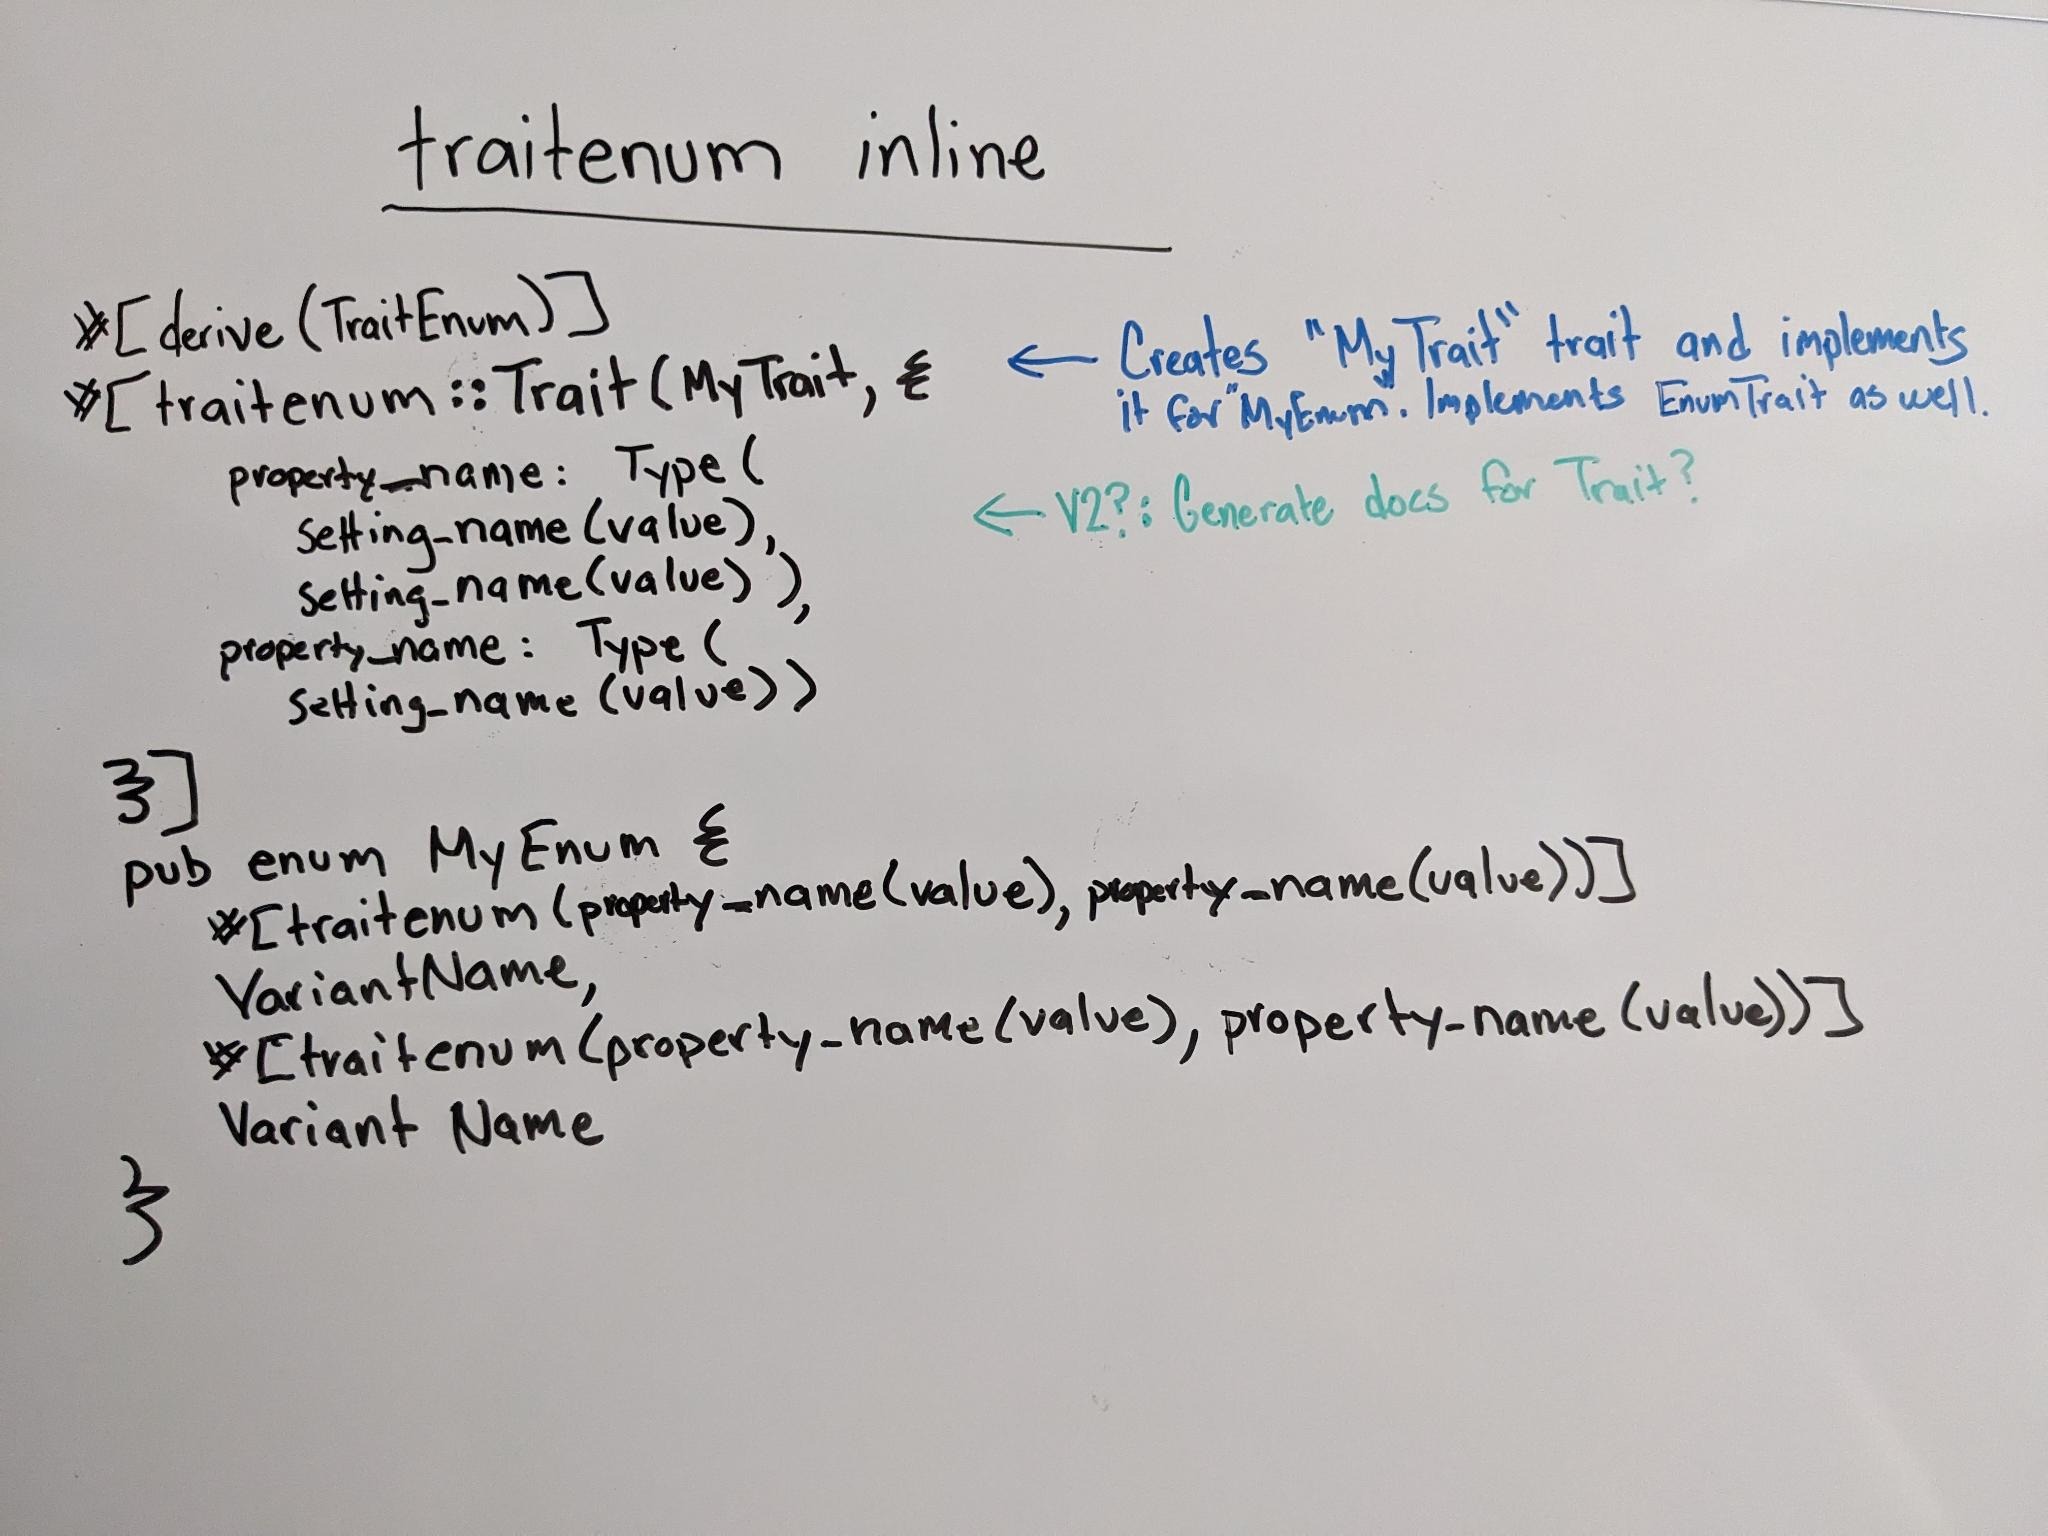 traitenum inline
#[derive(TraitEnum)]
#[traitenum::Trait(MyTrait, {
← Creates "MyTrait" trait and implements
it for "MyEnum". Implements EnumTrait as well.
property_name: Type(
← V2?: Generate docs for Trait?
setting_name(value),
setting_name(value)),
property_name: Type(
setting_name(value))
}]
pub enum MyEnum {
#[traitenum(property_name(value), property_name(value))]
VariantName,
#[traitenum(property_name(value), property_name(value))]
Variant Name
}